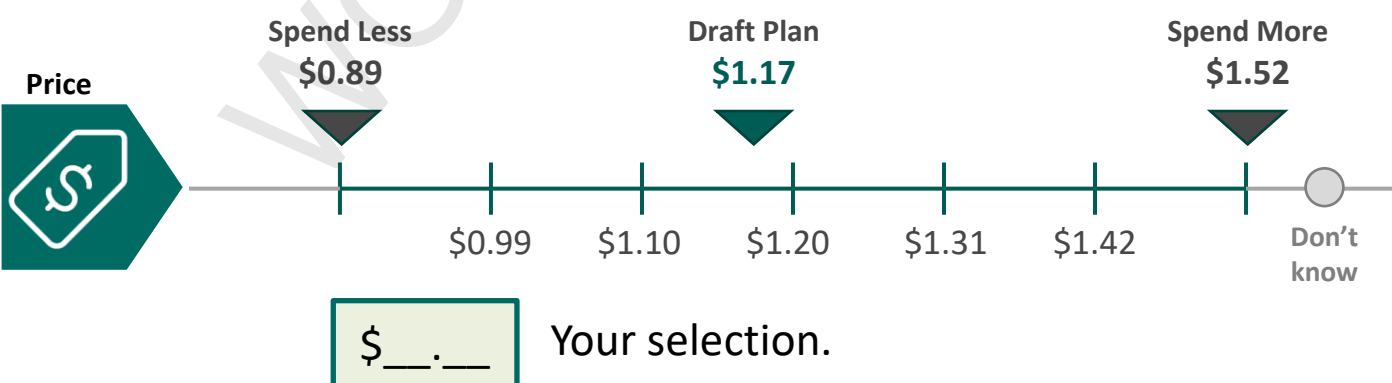 Spend Less
Draft Plan
Spend More
$0.89
$1.17
$1.52
Price
$
$0.99
$1.10
$1.20
$1.31
$1.42
Don't
know
$__.__
Your selection.